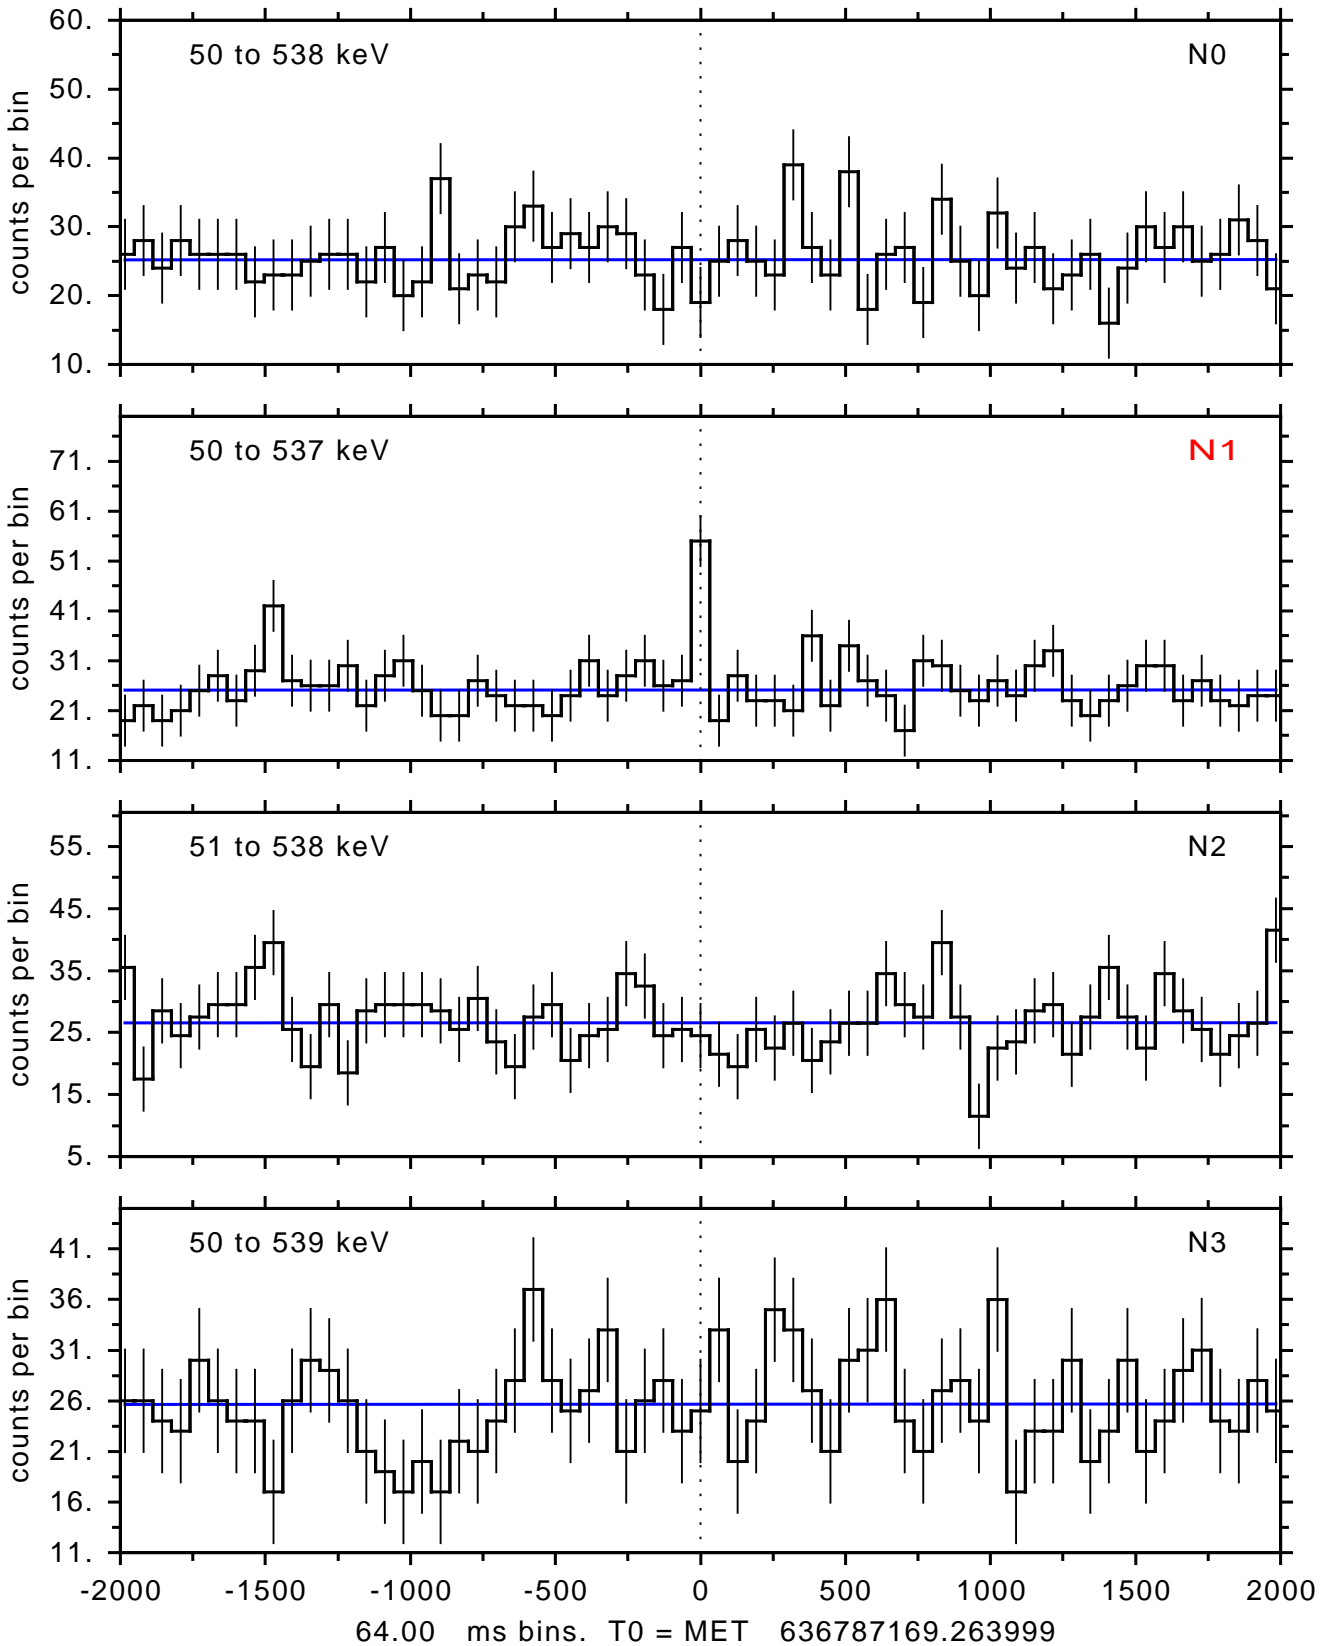 60.
50 to 538 keV N0
50.
40.
30.
20.
10.
counts per bin
50 to 537 keV N1
71.
61.
51.
41.
31.
21.
11.
counts per bin
51 to 538 keV N2
55.
45.
35.
25.
15.
5.
counts per bin
50 to 539 keV N3
41.
36.
31.
26.
21.
16.
11.
counts per bin
-2000 -1500 -1000 -500 0 500 1000 1500 2000
64.00 ms bins. T0 = MET 636787169.263999